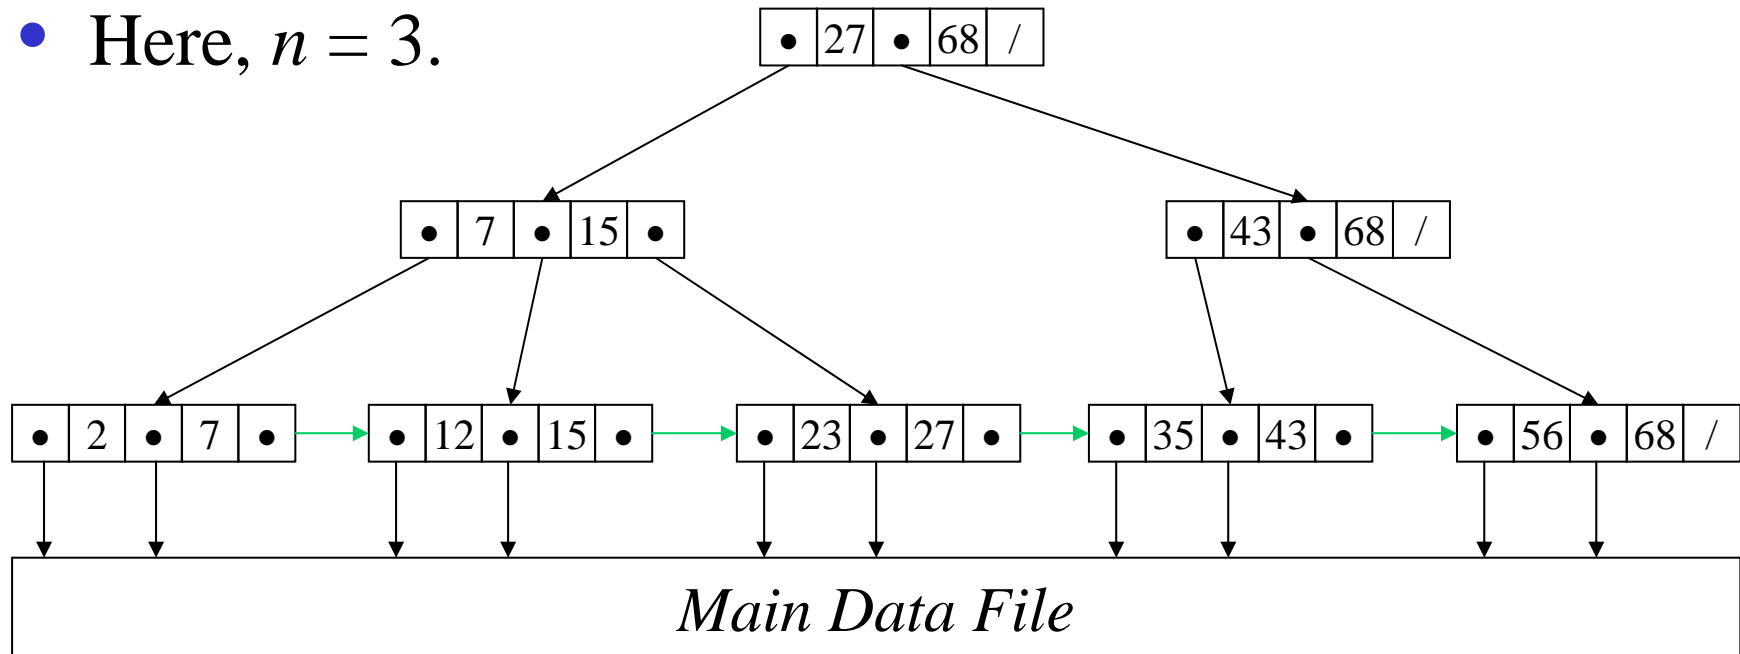 • Here, n = 3.
• 27 • 68 /
• 7 • 15 •
• 43 • 68 /
• 2 • 7 •
• 12 • 15 •
• 23 • 27 •
• 35 • 43 •
• 56 • 68 /
Main Data File